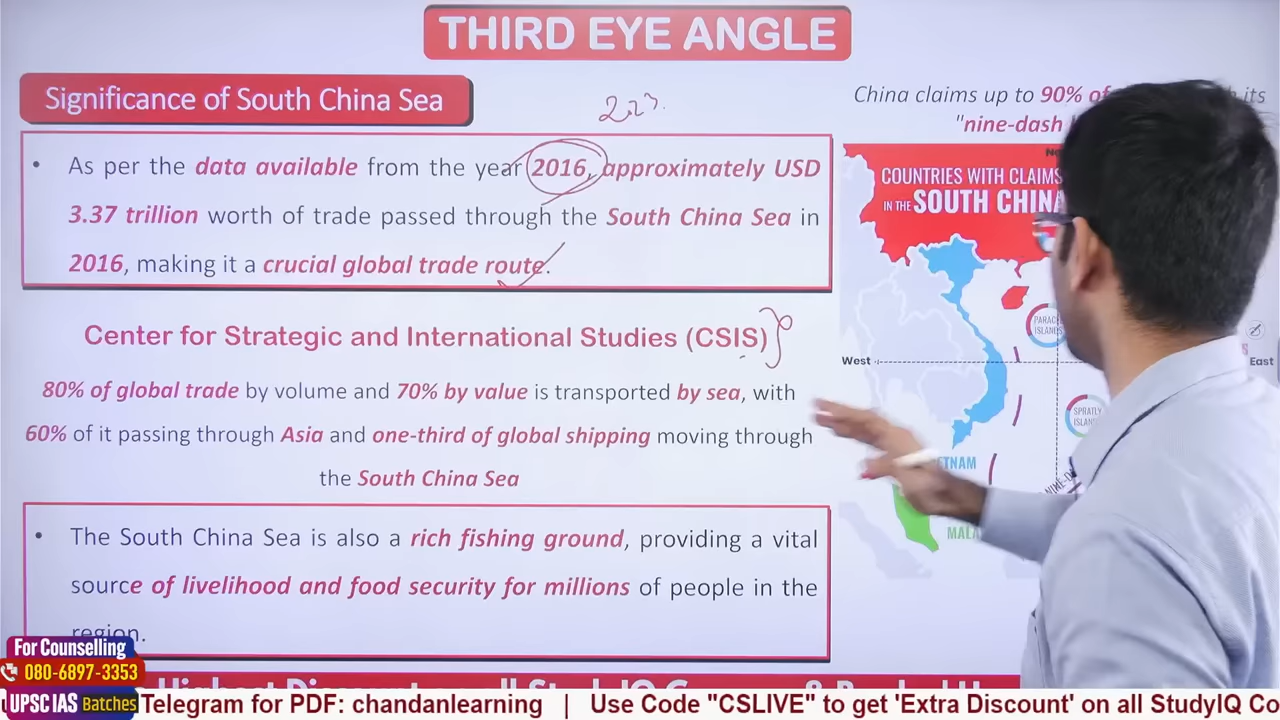 THIRD EYE ANGLE
Significance of South China Sea
• As per the data available from the year 2016, approximately USD
3.37 trillion worth of trade passed through the South China Sea in
2016, making it a crucial global trade route.
Center for Strategic and International Studies (CSIS)
80% of global trade by volume and 70% by value is transported by sea, with
60% of it passing through Asia and one-third of global shipping moving through
the South China Sea
• The South China Sea is also a rich fishing ground, providing a vital
source of livelihood and food security for millions of people in the
region.
China claims up to 90% of its
"nine-dash
COUNTRIES WITH CLAIMS
IN THE SOUTH CHINA
West
East
For Counselling
080-6897-3353
UPSC IAS Batches
Telegram for PDF: chandanlearning | Use Code "CSLIVE" to get 'Extra Discount' on all StudyIQ Co